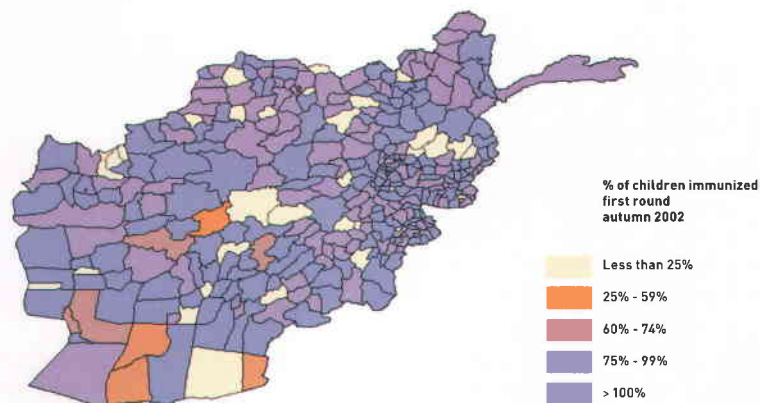 % of children immunized
first round
autumn 2002
Less than 25%
25% - 59%
60% - 74%
75% - 99%
> 100%